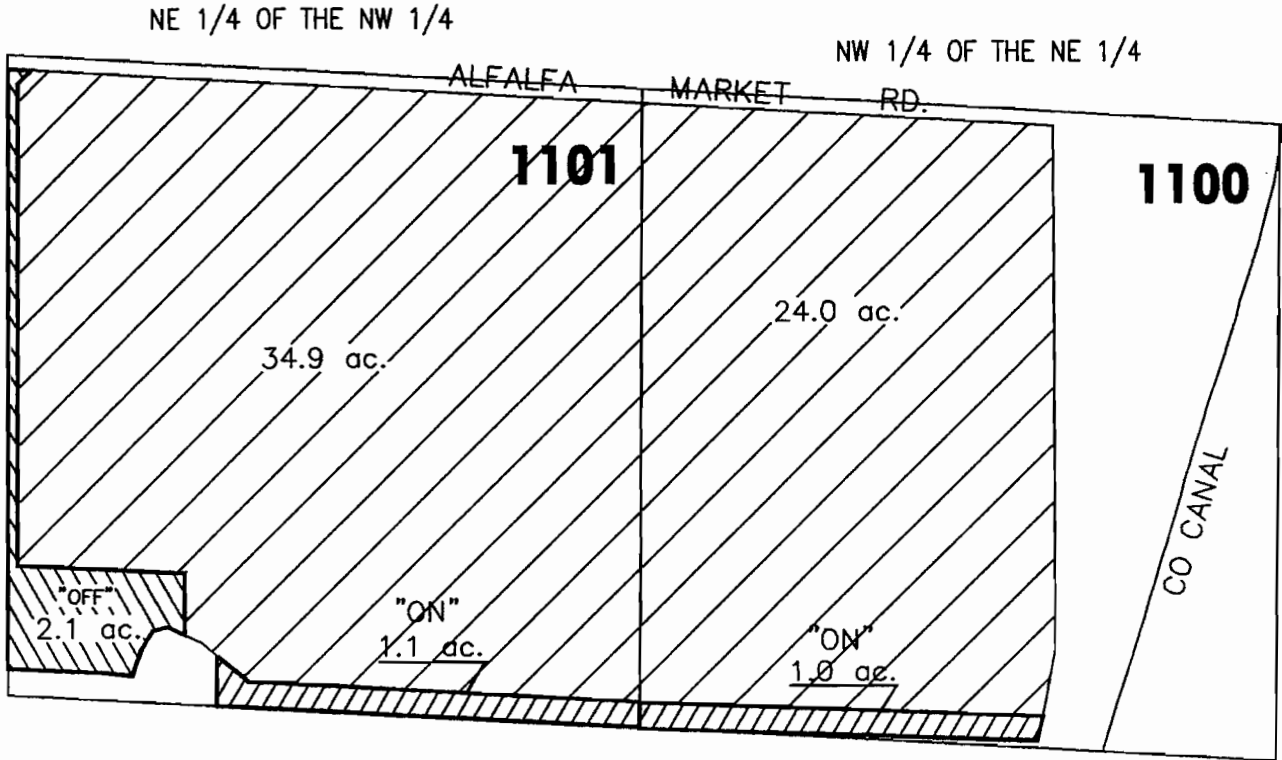 NE 1/4 OF THE NW 1/4
NW 1/4 OF THE NE 1/4
ALFALFA MARKET RD.
1101
1100
24.0 ac.
34.9 ac.
CO CANAL
"OFF"
2.1 ac.
"ON"
1.1 ac.
"ON"
1.0 ac.